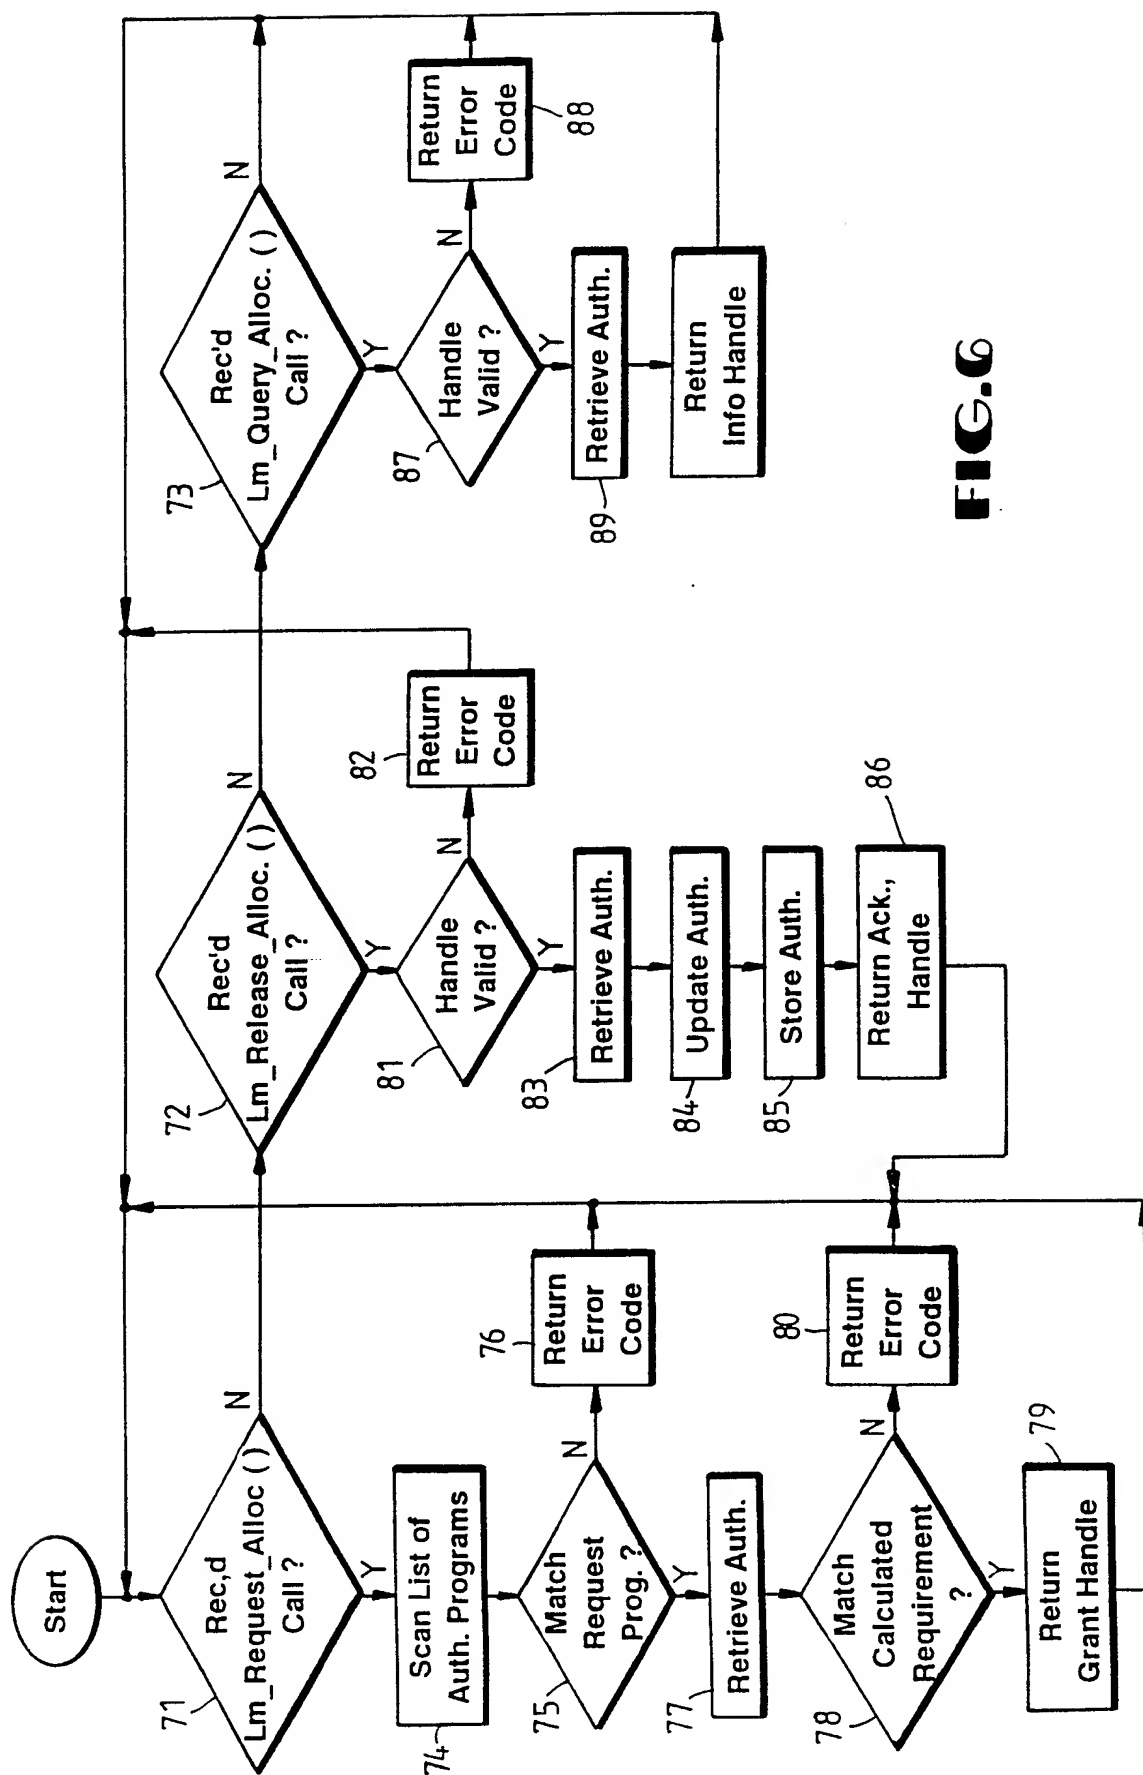 Start
71
Rec,d
Lm_Request_Alloc ( )
Call ?
N
Y
74
Scan List of
Auth. Programs
75
Match
Request
Prog. ?
N
76
Return
Error
Code
Y
77
Retrieve Auth.
78
Match
Calculated
Requirement
?
N
80
Return
Error
Code
Y
79
Return
Grant Handle
72
Rec'd
Lm_Release_Alloc. ( )
Call ?
N
Y
81
Handle
Valid ?
N
82
Return
Error
Code
Y
83
Retrieve Auth.
84
Update Auth.
85
Store Auth.
86
Return Ack.,
Handle
73
Rec'd
Lm_Query_Alloc. ( )
Call ?
N
Y
87
Handle
Valid ?
N
Return
Error
Code
88
Y
89
Retrieve Auth.
Return
Info Handle
FIG.6